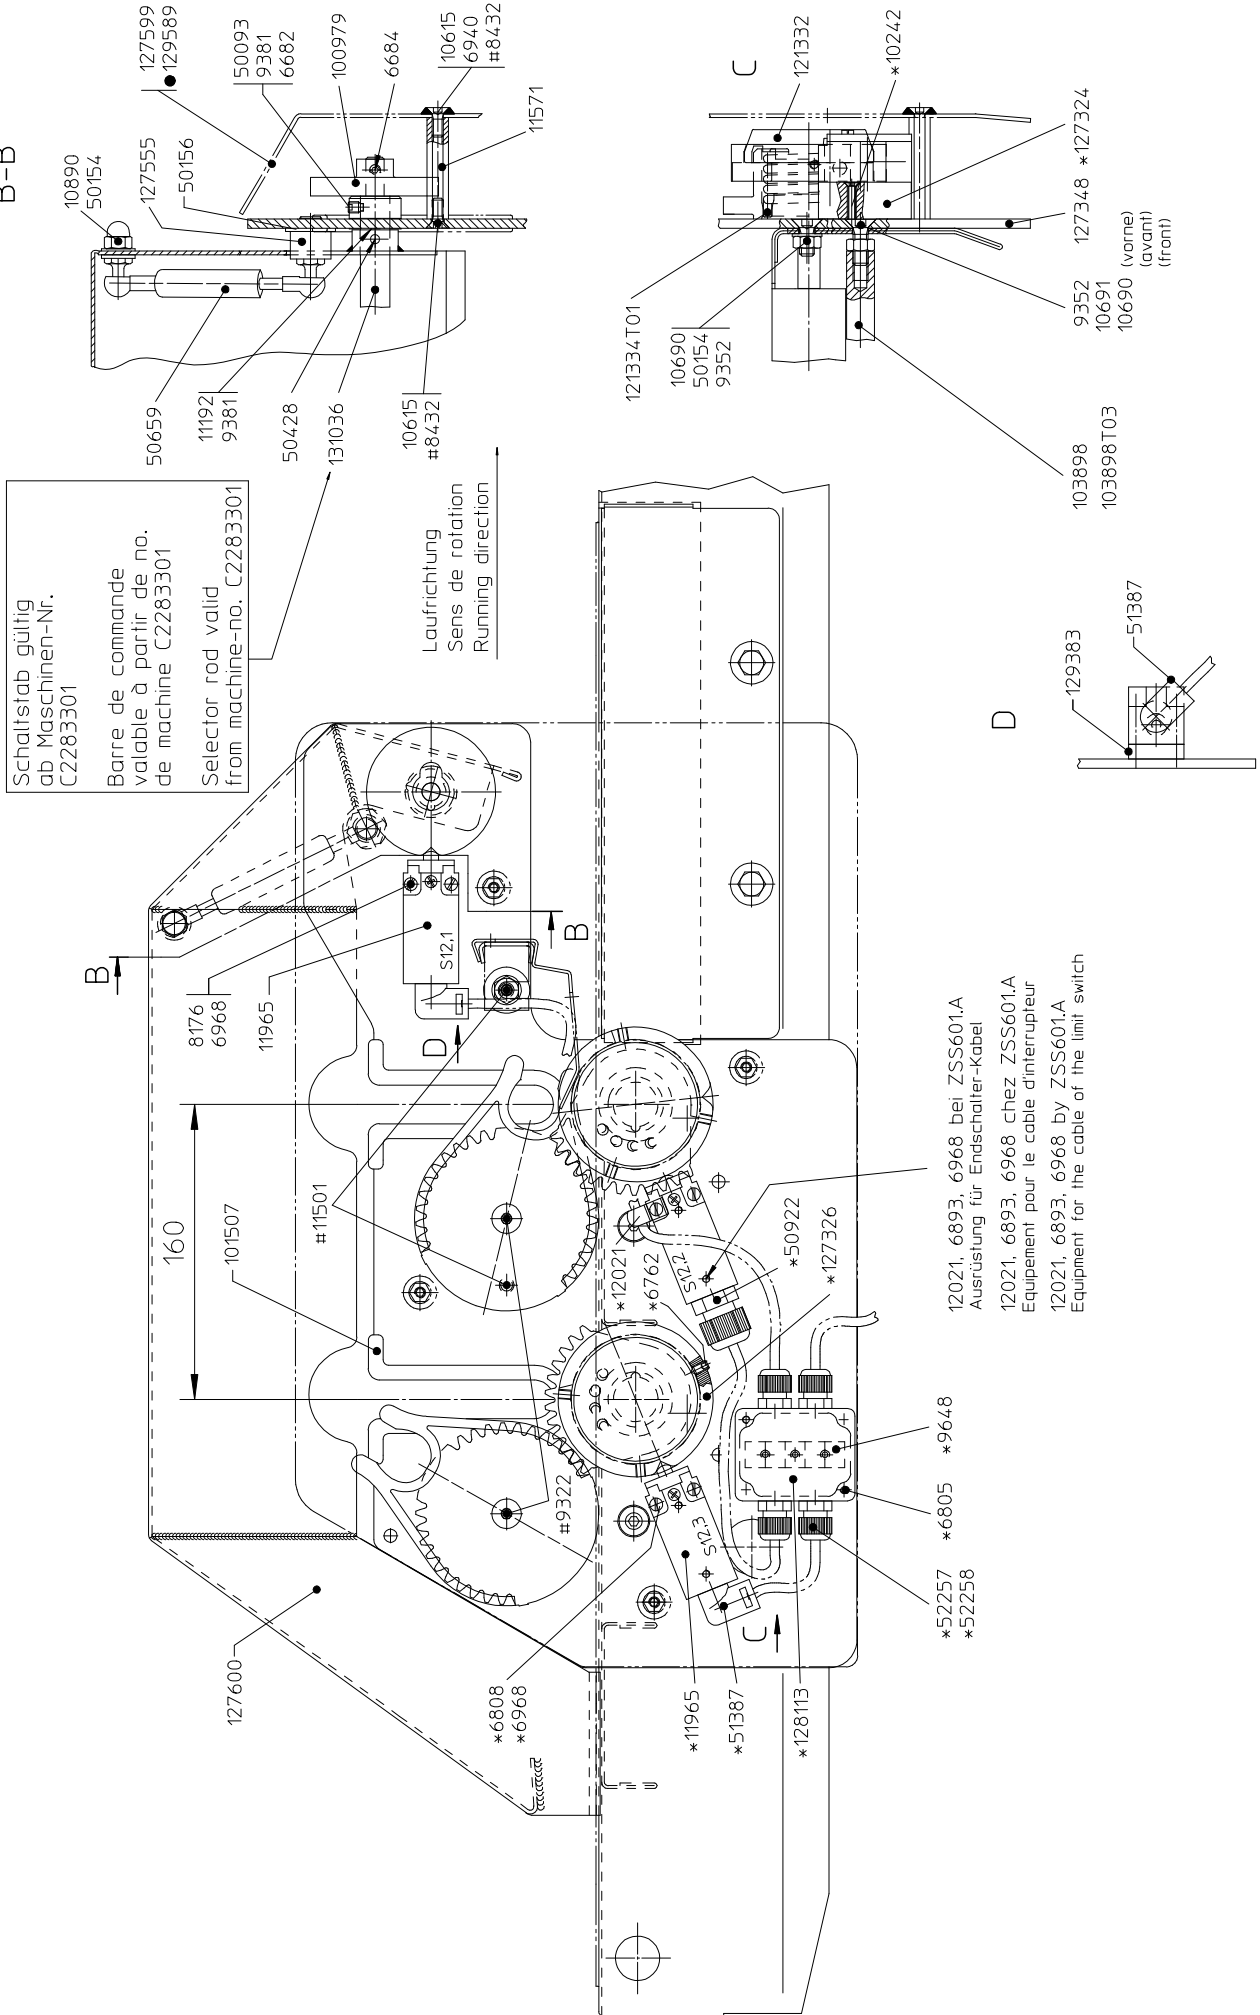 Schaltstab gültig
ab Maschinen-Nr.
C2283301
Barre de commande
valable à partir de no.
de machine C2283301
Selector rod valid
from machine-no. C2283301
B-B
10890
50154
127555
50156
127599
129589
50093
9381
6682
100979
6684
10615
6940
#8432
11571
50659
11192
9381
50428
131036
10615
#8432
Laufrichtung
Sens de rotation
Running direction
C
121332
*10242
121334T01
10690
50154
9352
127348
*127324
9352
10691
10690 (vorne)
(avant)
(front)
103898
103898T03
D
129383
51387
B
B
8176
6968
11965
S12.1
D
160
101507
#11501
#9322
127600
*12021
*6762
S12.2
*50922
*127326
12021, 6893, 6968 bei ZSS601.A
Ausrüstung für Endschalter-Kabel
12021, 6893, 6968 chez ZSS601.A
Equipement pour le cable d'interrupteur
12021, 6893, 6968 by ZSS601.A
Equipment for the cable of the limit switch
*6808
*6968
S12.3
C
*11965
*51387
*128113
*9648
*6805
*52257
*52258